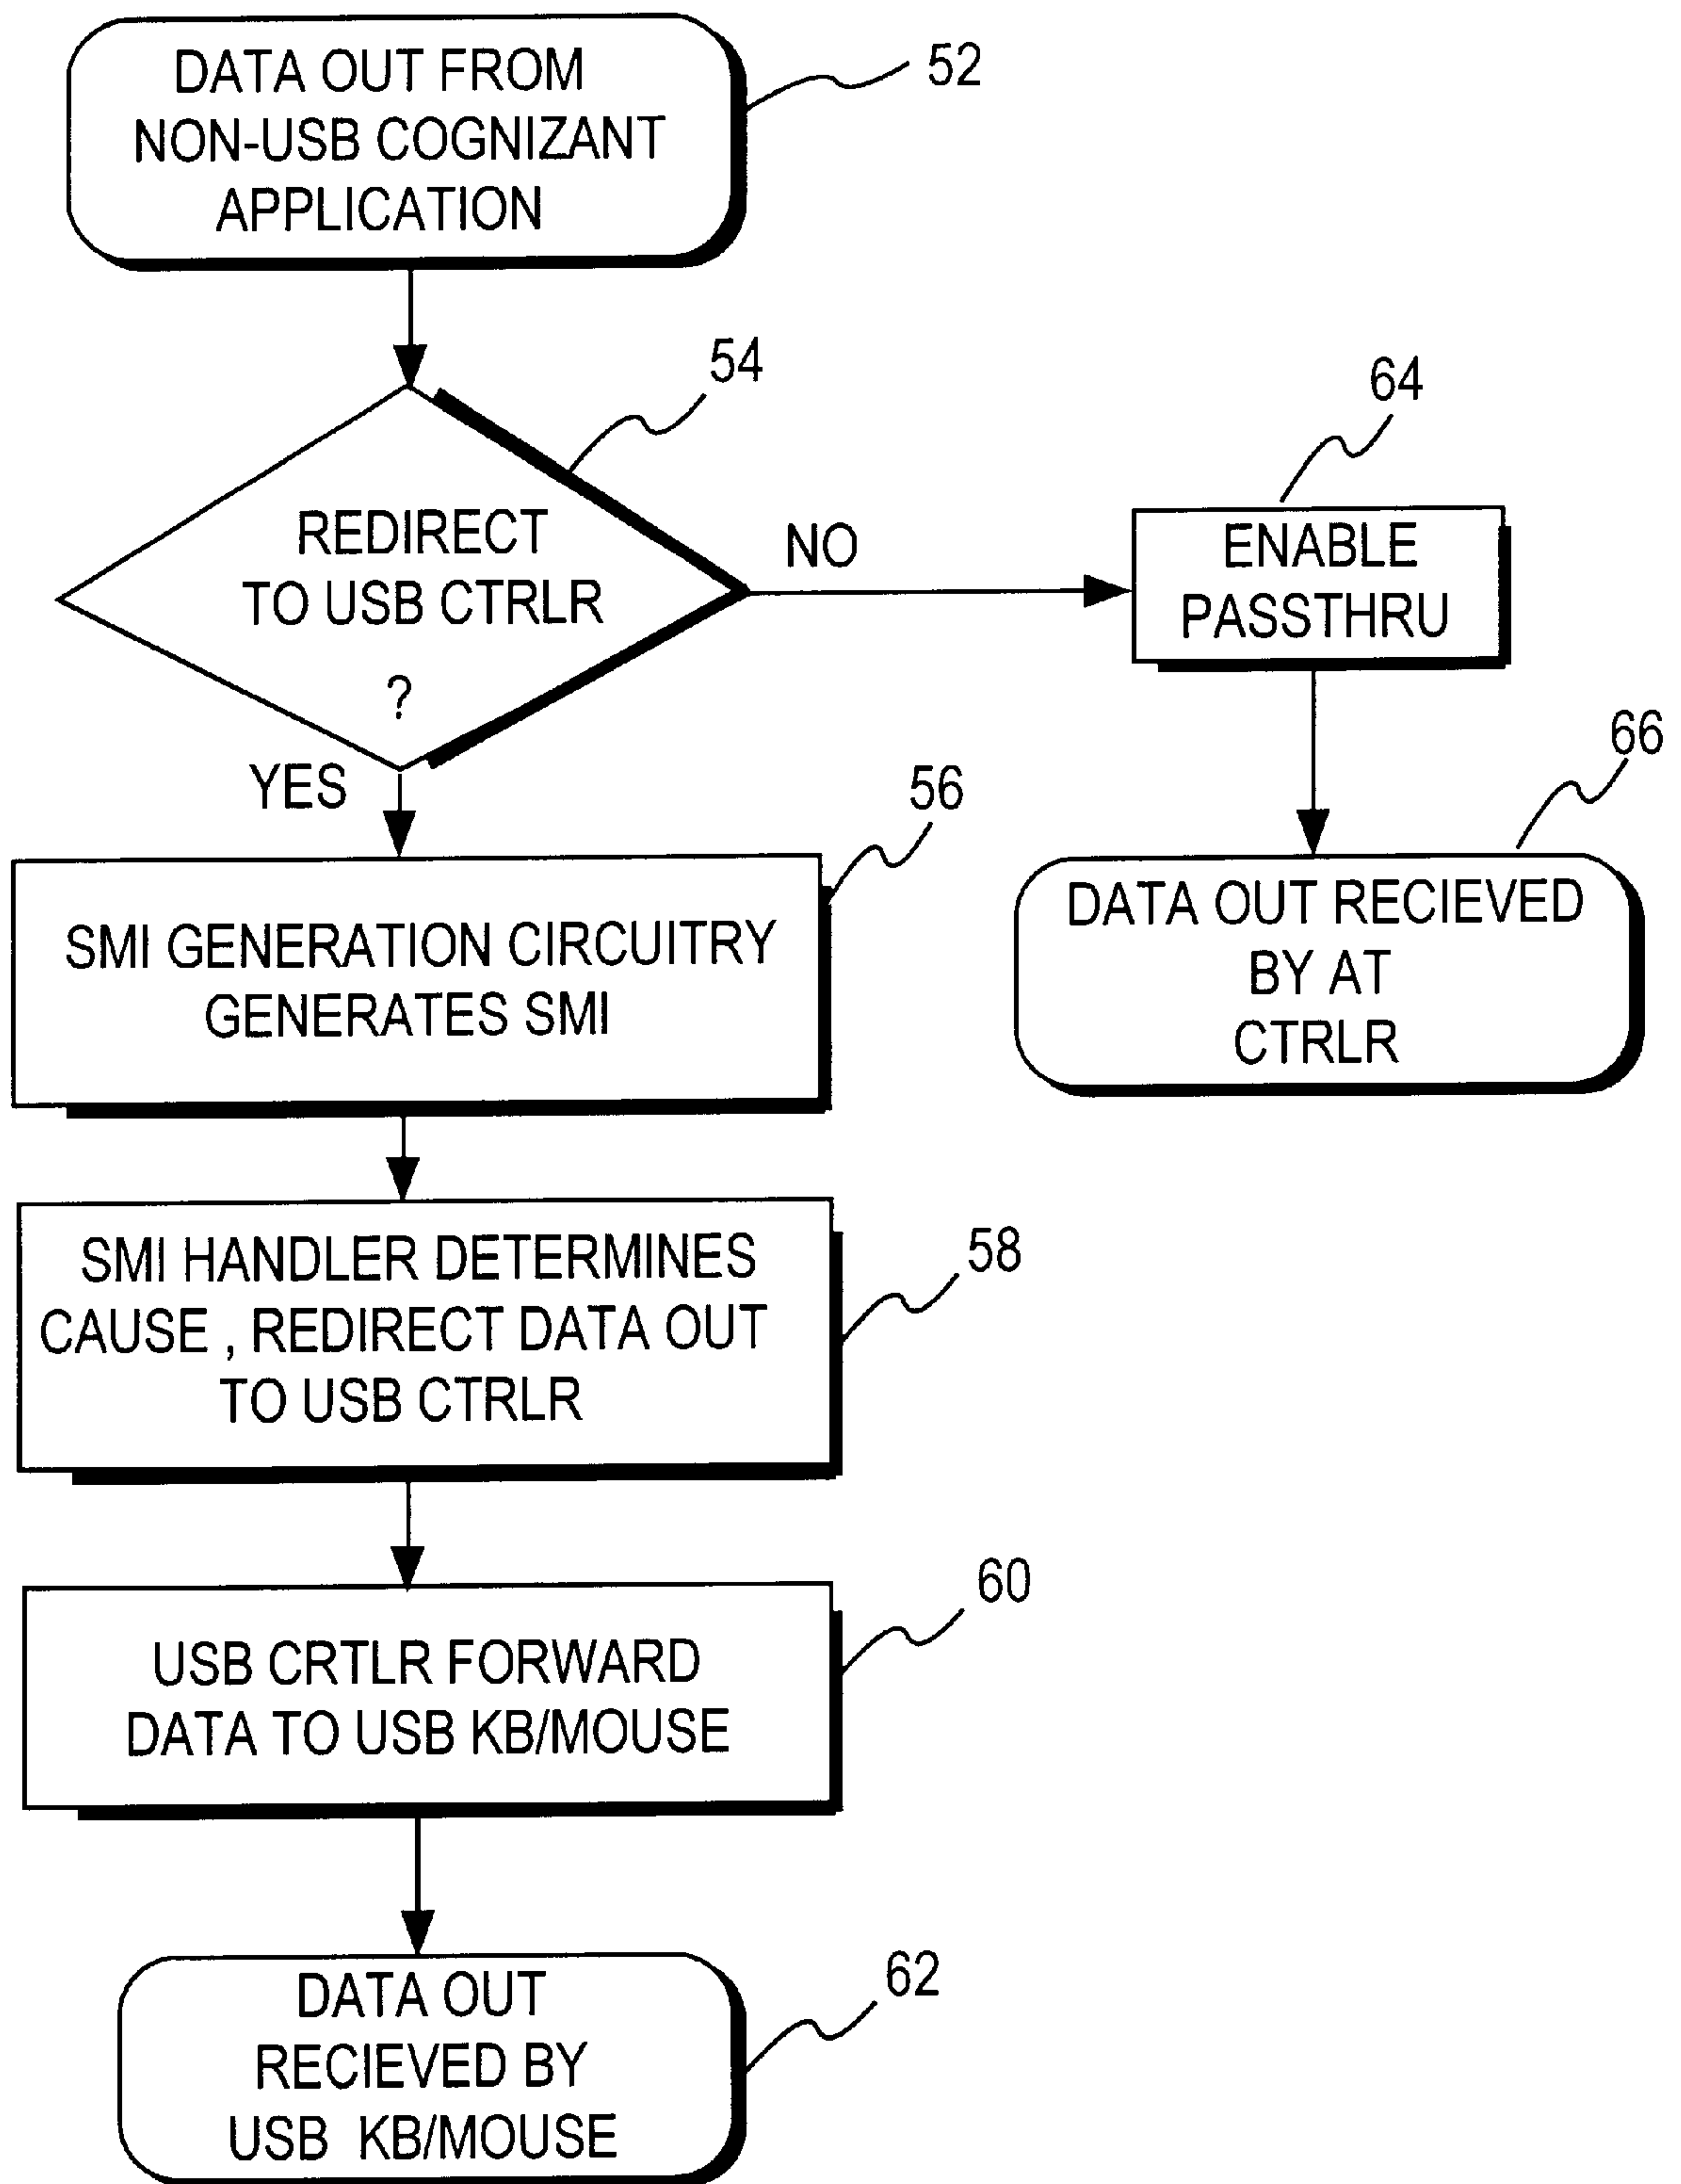 DATA OUT FROM
NON-USB COGNIZANT
APPLICATION
52
54
REDIRECT
TO USB CTRLR
?
NO
YES
64
ENABLE
PASSTHRU
66
DATA OUT RECIEVED
BY AT
CTRLR
56
SMI GENERATION CIRCUITRY
GENERATES SMI
58
SMI HANDLER DETERMINES
CAUSE , REDIRECT DATA OUT
TO USB CTRLR
60
USB CRTLR FORWARD
DATA TO USB KB/MOUSE
62
DATA OUT
RECIEVED BY
USB KB/MOUSE